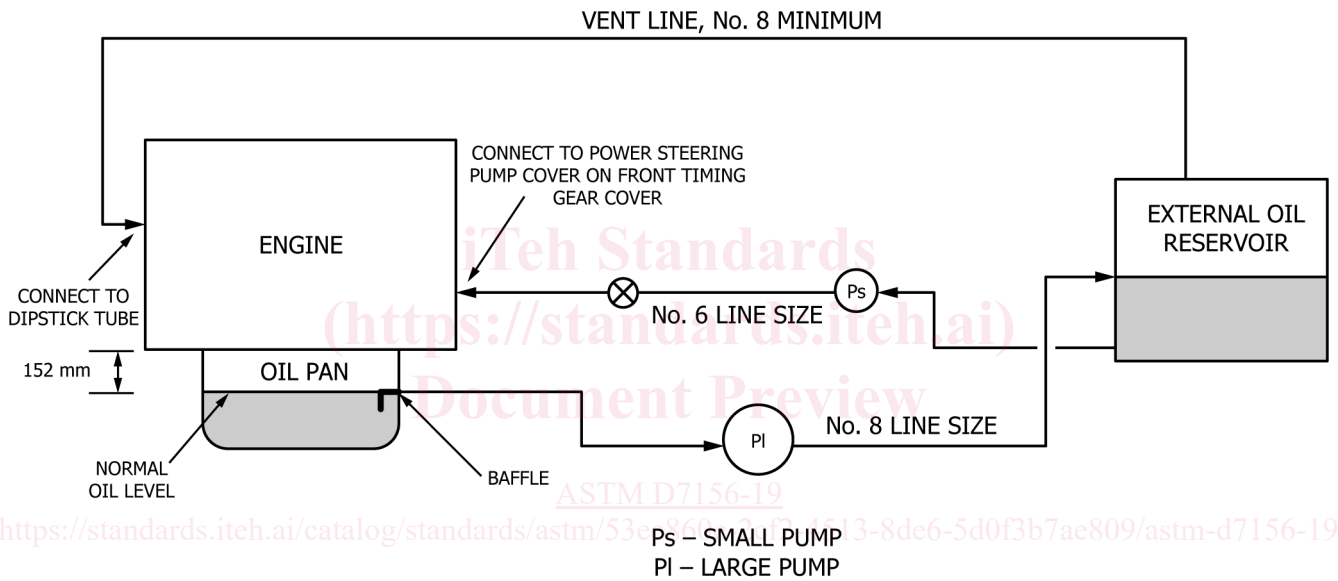 VENT LINE, No. 8 MINIMUM
CONNECT TO POWER STEERING
PUMP COVER ON FRONT TIMING
GEAR COVER
ENGINE
EXTERNAL OIL
RESERVOIR
iTeh Standards
CONNECT TO
DIPSTICK TUBE
Ps
No. 6 LINE SIZE
(https://standards.iteh.ai)
152 mm
OIL PAN
Document Preview
Pl
No. 8 LINE SIZE
NORMAL
OIL LEVEL
BAFFLE
ASTM D7156-19
Ps – SMALL PUMP
Pl – LARGE PUMP